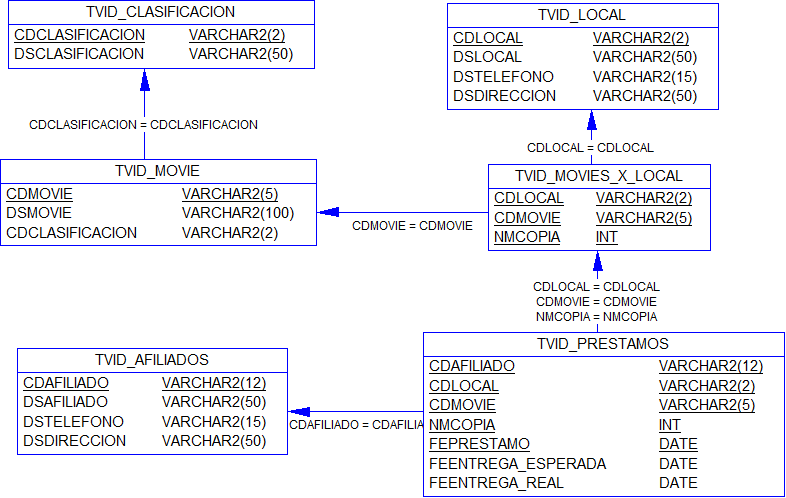 TVID_CLASIFICACION
CDCLASIFICACION VARCHAR2(2)
DSCLASIFICACION VARCHAR2(50)
TVID_LOCAL
CDLOCAL VARCHAR2(2)
DSLOCAL VARCHAR2(50)
DSTELEFONO VARCHAR2(15)
DSDIRECCION VARCHAR2(50)
CDCLASIFICACION = CDCLASIFICACION
CDLOCAL = CDLOCAL
TVID_MOVIE
CDMOVIE VARCHAR2(5)
DSMOVIE VARCHAR2(100)
CDCLASIFICACION VARCHAR2(2)
TVID_MOVIES_X_LOCAL
CDLOCAL VARCHAR2(2)
CDMOVIE VARCHAR2(5)
NMCOPIA INT
CDMOVIE = CDMOVIE
CDLOCAL = CDLOCAL
CDMOVIE = CDMOVIE
NMCOPIA = NMCOPIA
TVID_AFILIADOS
CDAFILIADO VARCHAR2(12)
DSAFILIADO VARCHAR2(50)
DSTELEFONO VARCHAR2(15)
DSDIRECCION VARCHAR2(50)
CDAFILIADO = CDAFILIA
TVID_PRESTAMOS
CDAFILIADO VARCHAR2(12)
CDLOCAL VARCHAR2(2)
CDMOVIE VARCHAR2(5)
NMCOPIA INT
FEPRESTAMO DATE
FEENTREGA_ESPERADA DATE
FEENTREGA_REAL DATE